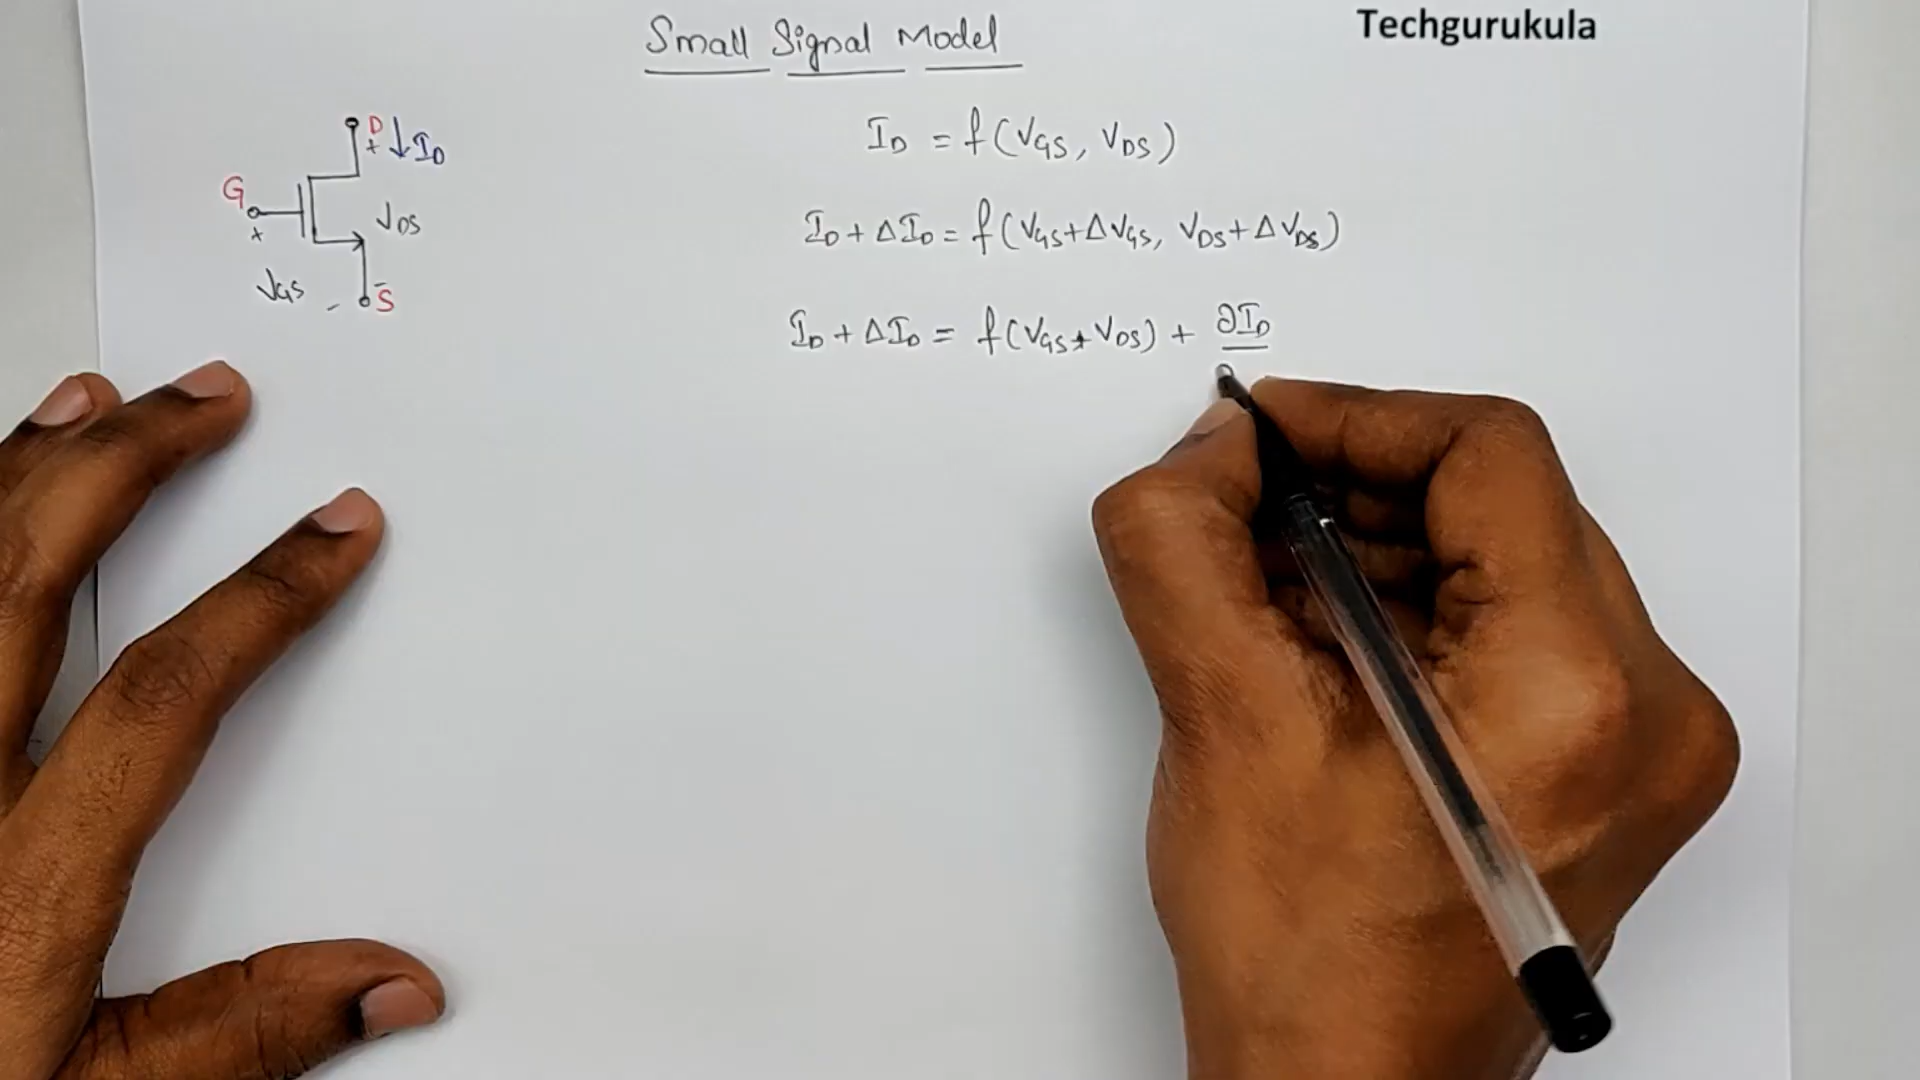 Small Signal Model
Techgurukula
D
+ ↓ I_D
G
+
V_DS
V_GS
- S
-
I_D = f(V_GS, V_DS)
I_D + ΔI_D = f(V_GS+ΔV_GS, V_DS+ΔV_DS)
I_D + ΔI_D = f(V_GS+V_DS) + ∂I_D